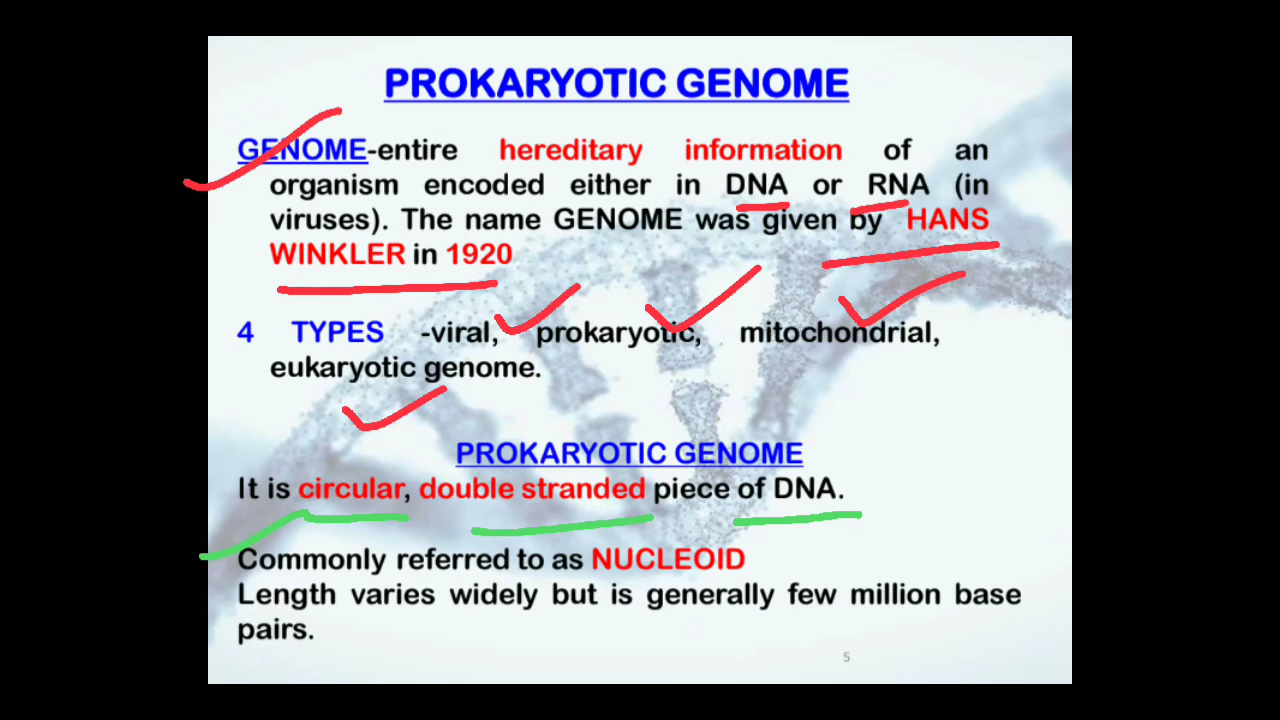 PROKARYOTIC GENOME
GENOME-entire hereditary information of an
organism encoded either in DNA or RNA (in
viruses). The name GENOME was given by HANS
WINKLER in 1920
4 TYPES -viral, prokaryotic, mitochondrial,
eukaryotic genome.
PROKARYOTIC GENOME
It is circular, double stranded piece of DNA.
Commonly referred to as NUCLEOID
Length varies widely but is generally few million base
pairs.
5